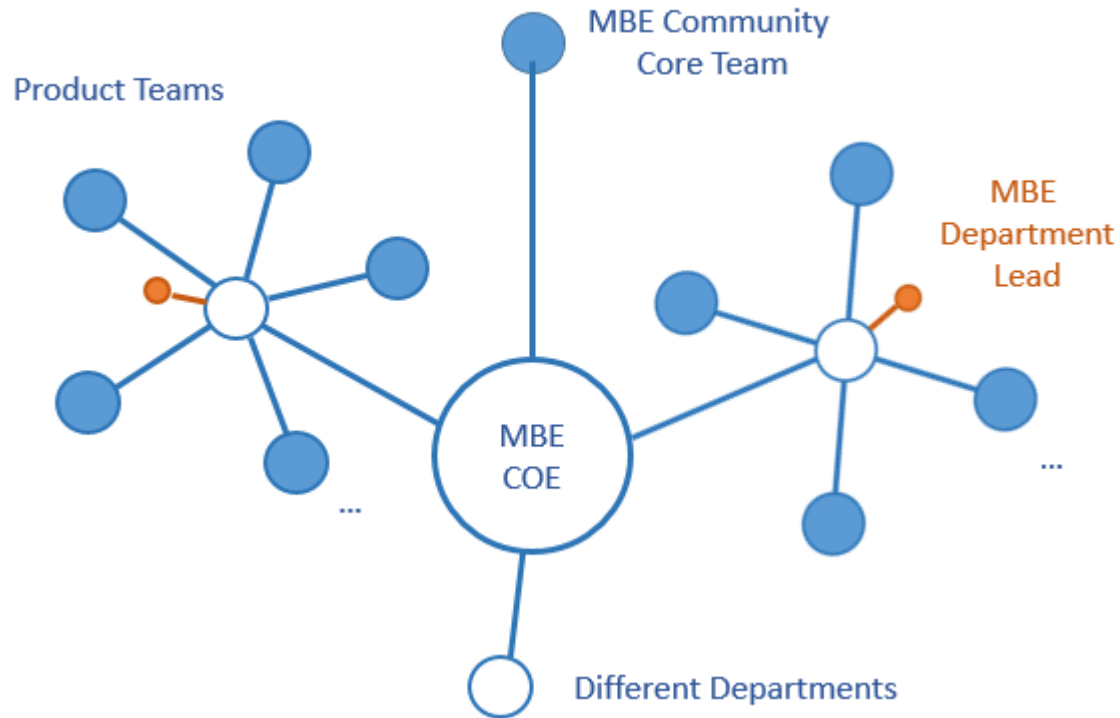 MBE Community
Core Team
Product Teams
MBE
Department
Lead
MBE
COE
...
...
Different Departments